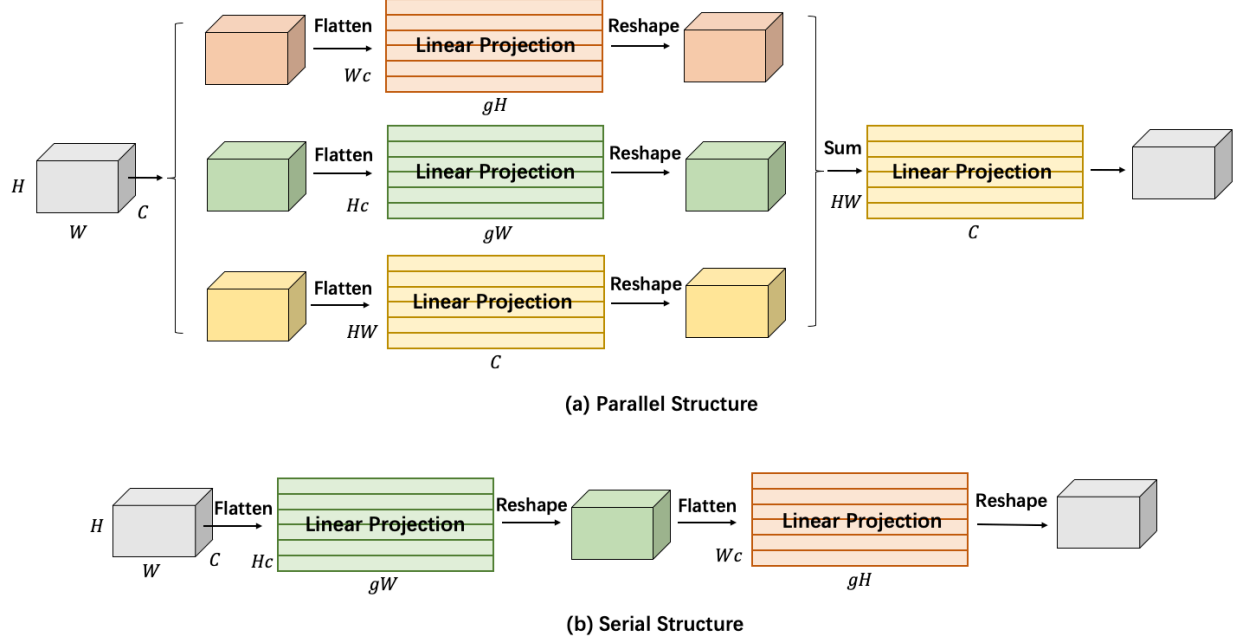 Flatten
Linear Projection
Reshape
Wc
gH
H
W
C
Flatten
Linear Projection
Reshape
Hc
gW
Sum
Linear Projection
HW
C
Flatten
Linear Projection
Reshape
HW
C
(a) Parallel Structure
H
W
C
Flatten
Linear Projection
Reshape
Hc
gW
Flatten
Linear Projection
Reshape
Wc
gH
(b) Serial Structure